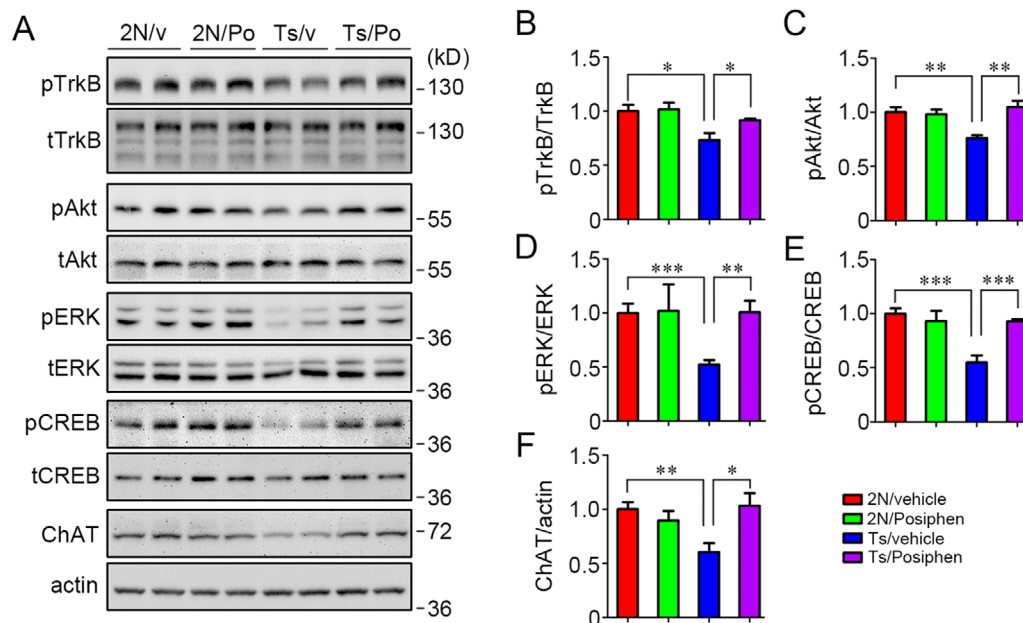 A
2N/v 2N/Po Ts/v Ts/Po
(kD)
pTrkB
-130
tTrkB
-130
pAkt
-55
tAkt
-55
pERK
-36
tERK
-36
pCREB
-36
tCREB
-36
ChAT
-72
actin
-36
B
pTrkB/TrkB
1.5
1.0
0.5
0
* *
C
pAkt/Akt
1.5
1.0
0.5
0
** **
D
pERK/ERK
1.5
1.0
0.5
0
*** **
E
pCREB/CREB
1.5
1.0
0.5
0
*** ***
F
ChAT/actin
1.5
1.0
0.5
0
** *
2N/vehicle
2N/Posiphen
Ts/vehicle
Ts/Posiphen